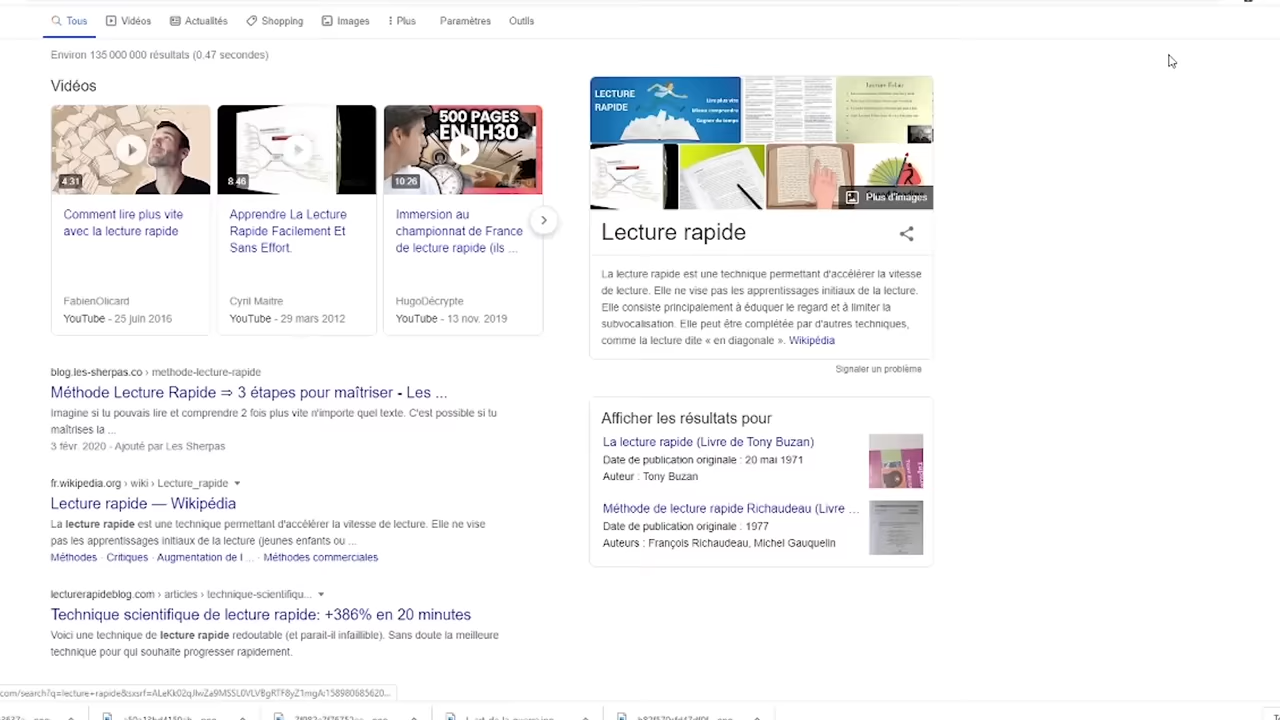 Tous Vidéos Actualités Shopping Images Plus Paramètres Outils
Environ 135 000 000 résultats (0.47 secondes)
Vidéos
4:31
8:46
500 PAGES
EN 1H30
10:26
Comment lire plus vite
avec la lecture rapide
FabienOlicard
YouTube - 25 juin 2016
Apprendre La Lecture
Rapide Facilement Et
Sans Effort.
Cyril Maitre
YouTube - 29 mars 2012
Immersion au
championnat de France
de lecture rapide (ils ...
HugoDécrypte
YouTube - 13 nov. 2019
blog.les-sherpas.co › methode-lecture-rapide
Méthode Lecture Rapide ⇒ 3 étapes pour maîtriser - Les ...
Imagine si tu pouvais lire et comprendre 2 fois plus vite n'importe quel texte. C'est possible si tu
maîtrises la ...
3 févr. 2020 - Ajouté par Les Sherpas
fr.wikipedia.org › wiki › Lecture_rapide
Lecture rapide — Wikipédia
La lecture rapide est une technique permettant d'accélérer la vitesse de lecture. Elle ne vise
pas les apprentissages initiaux de la lecture (jeunes enfants ou ...
Méthodes · Critiques · Augmentation de l ... · Méthodes commerciales
lecturerapideblog.com › articles › technique-scientifiqu...
Technique scientifique de lecture rapide: +386% en 20 minutes
Voici une technique de lecture rapide redoutable (et parait-il infaillible). Sans doute la meilleure
technique pour qui souhaite progresser rapidement.
LECTURE
RAPIDE
Lire plus vite
Mieux comprendre
Gagner du temps
Plus d'images
Lecture rapide
La lecture rapide est une technique permettant d'accélérer la vitesse
de lecture. Elle ne vise pas les apprentissages initiaux de la lecture.
Elle consiste principalement à éduquer le regard et à limiter la
subvocalisation. Elle peut être complétée par d'autres techniques,
comme la lecture dite « en diagonale ». Wikipédia
Signaler un problème
Afficher les résultats pour
La lecture rapide (Livre de Tony Buzan)
Date de publication originale : 20 mai 1971
Auteur : Tony Buzan
Méthode de lecture rapide Richaudeau (Livre ...
Date de publication originale : 1977
Auteurs : François Richaudeau, Michel Gauquelin